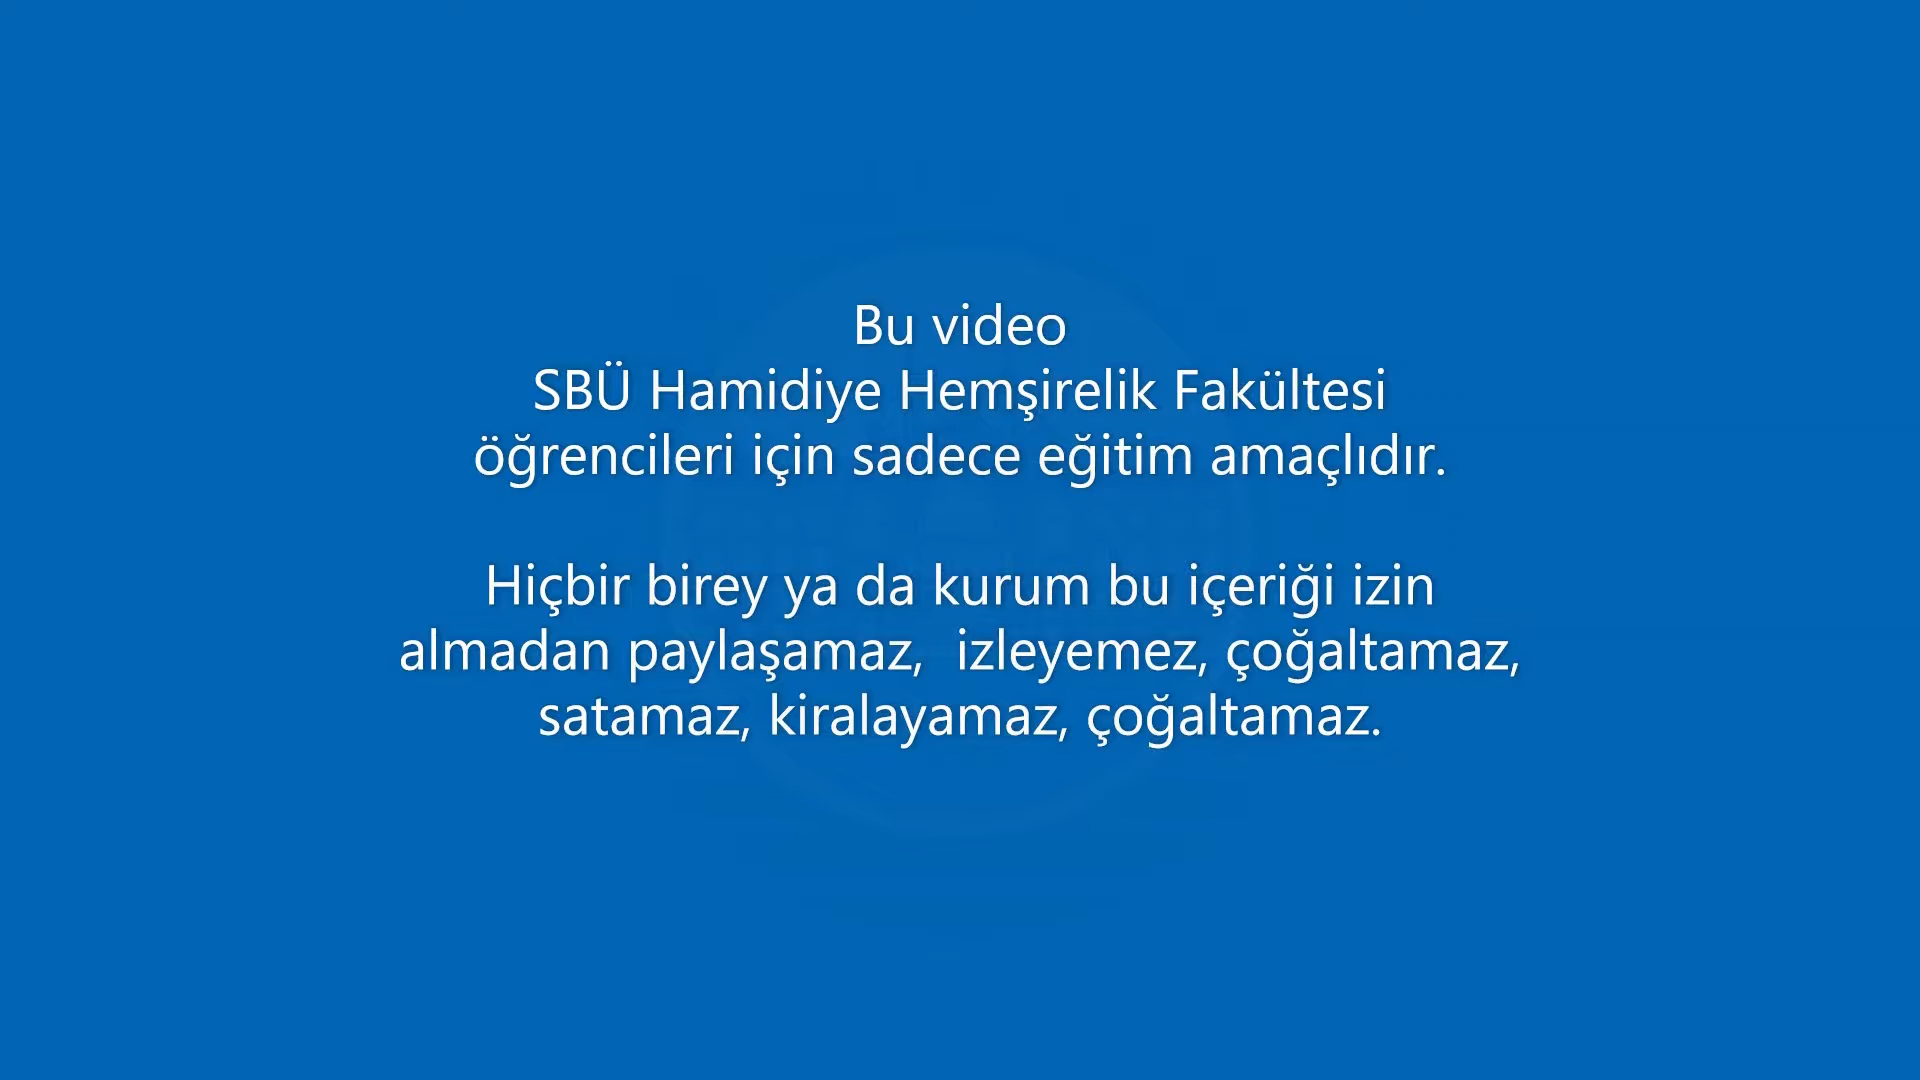 Bu video
SBÜ Hamidiye Hemşirelik Fakültesi
öğrencileri için sadece eğitim amaçlıdır.
Hiçbir birey ya da kurum bu içeriği izin
almadan paylaşamaz,  izleyemez, çoğaltamaz,
satamaz, kiralayamaz, çoğaltamaz.